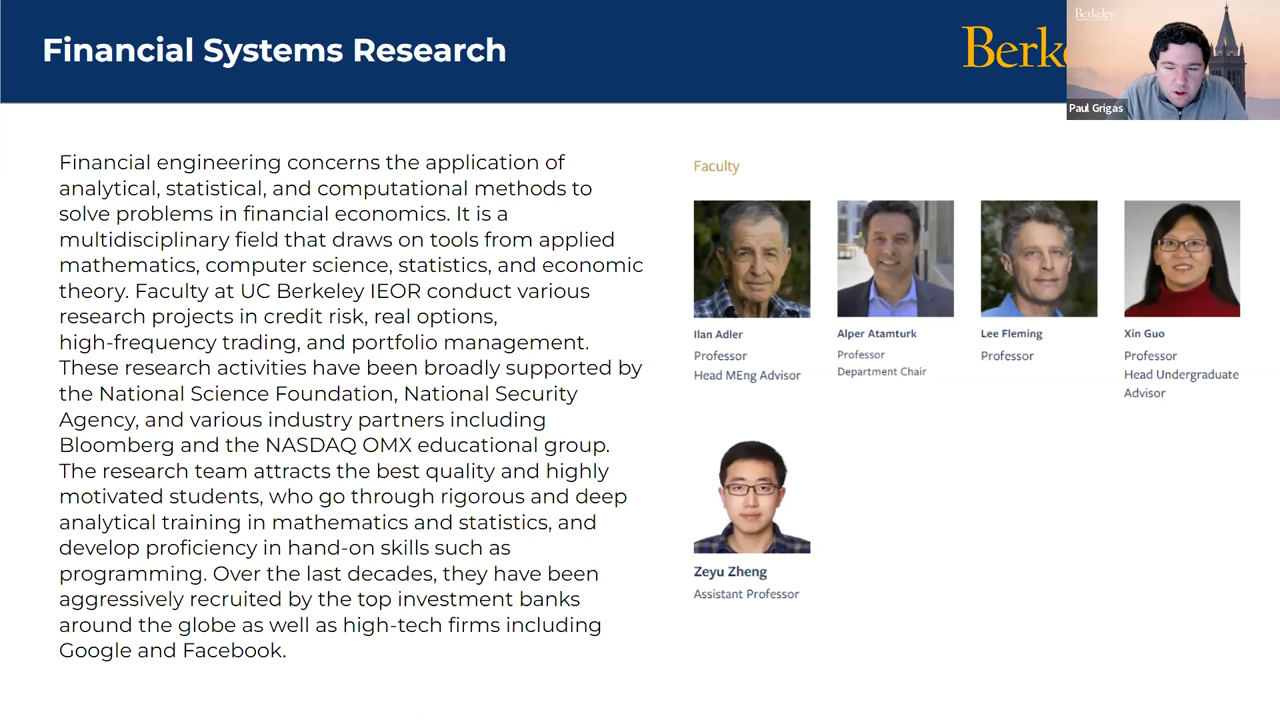 Financial Systems Research
Berke
Berkeley
Paul Grigas
Financial engineering concerns the application of
analytical, statistical, and computational methods to
solve problems in financial economics. It is a
multidisciplinary field that draws on tools from applied
mathematics, computer science, statistics, and economic
theory. Faculty at UC Berkeley IEOR conduct various
research projects in credit risk, real options,
high-frequency trading, and portfolio management.
These research activities have been broadly supported by
the National Science Foundation, National Security
Agency, and various industry partners including
Bloomberg and the NASDAQ OMX educational group.
The research team attracts the best quality and highly
motivated students, who go through rigorous and deep
analytical training in mathematics and statistics, and
develop proficiency in hand-on skills such as
programming. Over the last decades, they have been
aggressively recruited by the top investment banks
around the globe as well as high-tech firms including
Google and Facebook.
Faculty
Ilan Adler
Professor
Head MEng Advisor
Alper Atamturk
Professor
Department Chair
Lee Fleming
Professor
Xin Guo
Professor
Head Undergraduate
Advisor
Zeyu Zheng
Assistant Professor